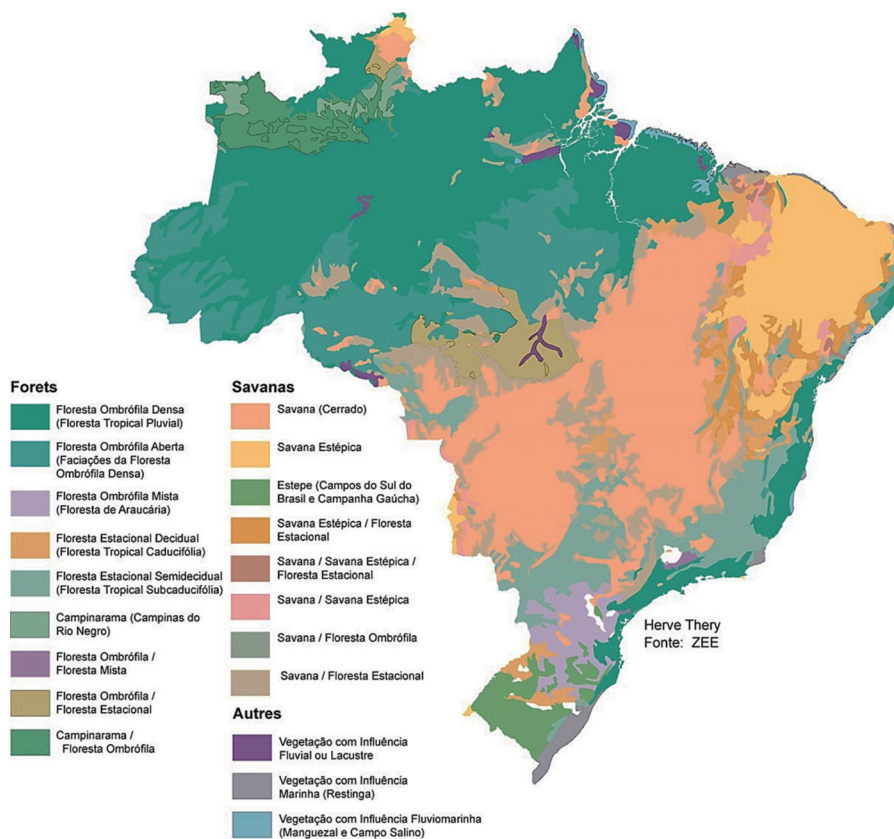 Forets
Floresta Ombrófila Densa
(Floresta Tropical Pluvial)
Floresta Ombrófila Aberta
(Faciações da Floresta
Ombrófila Densa)
Floresta Ombrófila Mista
(Floresta de Araucária)
Floresta Estacional Decidual
(Floresta Tropical Caducifólia)
Floresta Estacional Semidecidual
(Floresta Tropical Subcaducifólia)
Campinarama (Campinas do
Rio Negro)
Floresta Ombrófila /
Floresta Mista
Floresta Ombrófila /
Floresta Estacional
Campinarama /
Floresta Ombrófila
Savanas
Savana (Cerrado)
Savana Estépica
Estepe (Campos do Sul do
Brasil e Campanha Gaúcha)
Savana Estépica / Floresta
Estacional
Savana / Savana Estépica /
Floresta Estacional
Savana / Savana Estépica
Savana / Floresta Ombrófila
Savana / Floresta Estacional
Autres
Vegetação com Influência
Fluvial ou Lacustre
Vegetação com Influência
Marinha (Restinga)
Vegetação com Influência Fluviomarinha
(Manguezal e Campo Salino)
Herve Thery
Fonte: ZEE